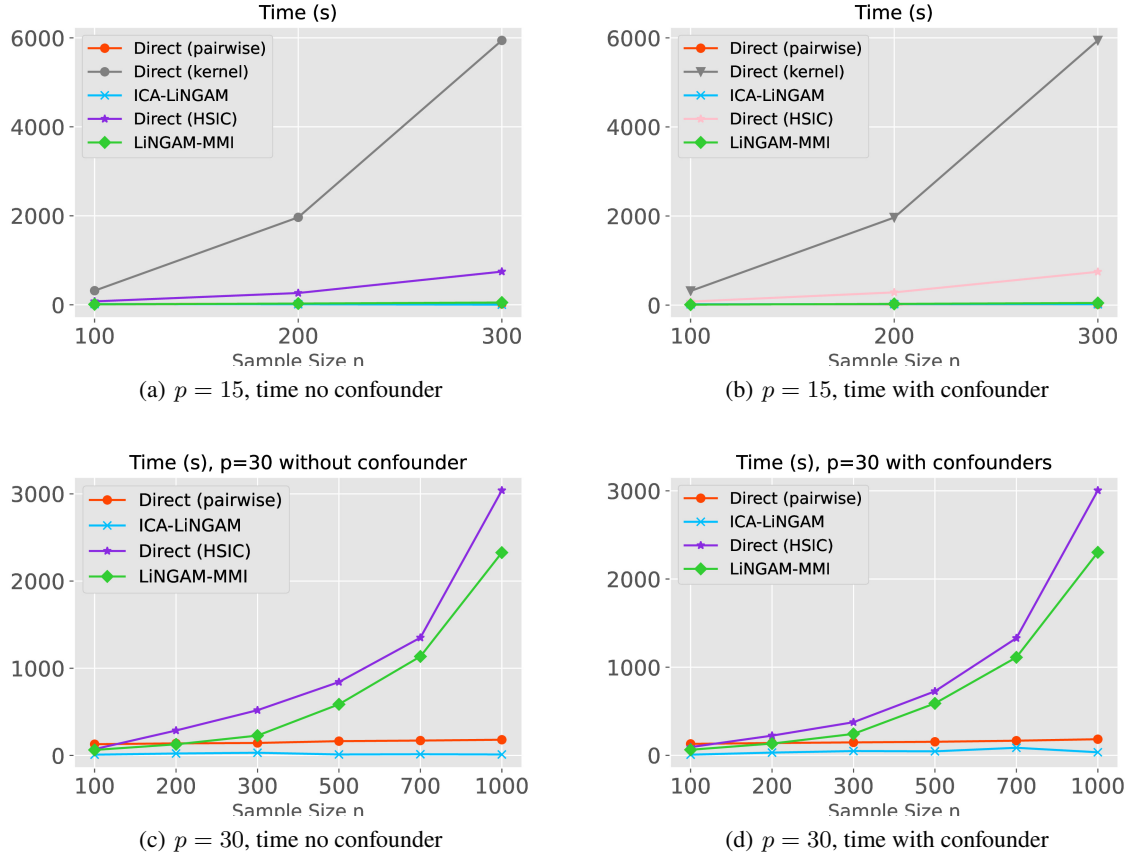 Time (s)
Direct (pairwise)
Direct (kernel)
ICA-LiNGAM
Direct (HSIC)
LiNGAM-MMI
6000
4000
2000
0
100 200 300
Sample Size n
(a) p = 15, time no confounder
Time (s)
Direct (pairwise)
Direct (kernel)
ICA-LiNGAM
Direct (HSIC)
LiNGAM-MMI
6000
4000
2000
0
100 200 300
Sample Size n
(b) p = 15, time with confounder
Time (s), p=30 without confounder
Direct (pairwise)
ICA-LiNGAM
Direct (HSIC)
LiNGAM-MMI
3000
2000
1000
0
100 200 300 500 700 1000
Sample Size n
(c) p = 30, time no confounder
Time (s), p=30 with confounders
Direct (pairwise)
ICA-LiNGAM
Direct (HSIC)
LiNGAM-MMI
3000
2000
1000
0
100 200 300 500 700 1000
Sample Size n
(d) p = 30, time with confounder